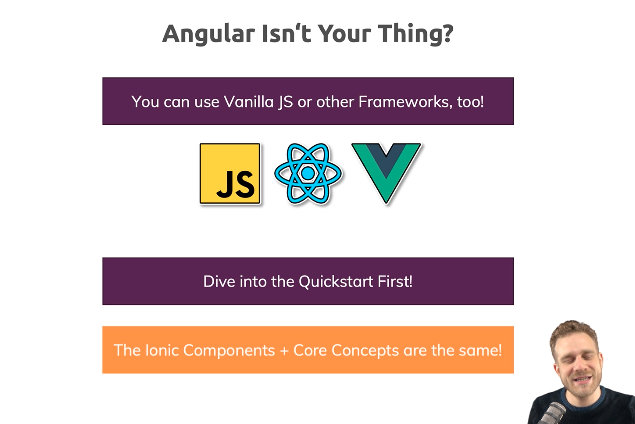 Angular Isn‘t Your Thing?
You can use Vanilla JS or other Frameworks, too!
JS
Dive into the Quickstart First!
The Ionic Components + Core Concepts are the same!